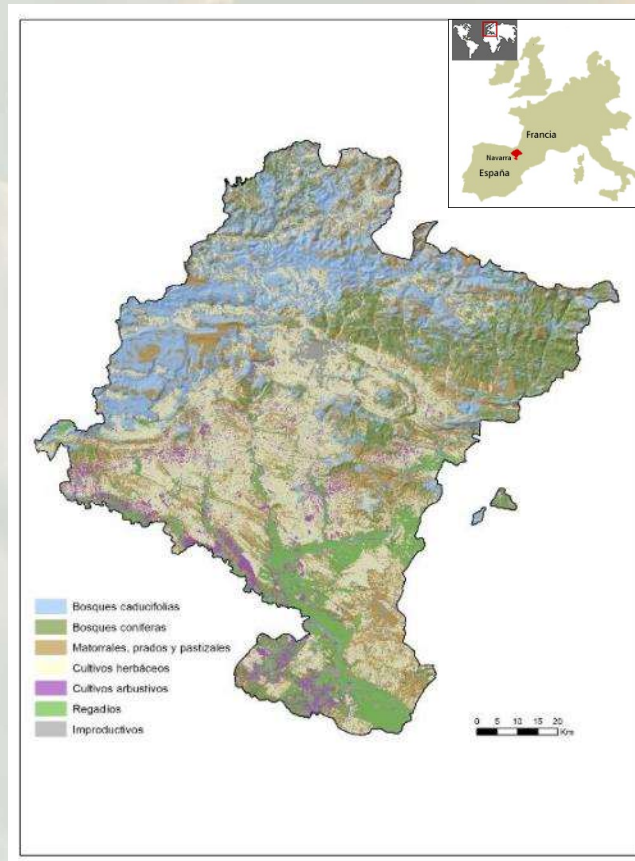 Francia
Navarra
España
Bosques caducifolias
Bosques coníferas
Matorrales, prados y pastizales
Cultivos herbáceos
Cultivos arbustivos
Regadíos
Improductivos
0 5 10 15 20
Km